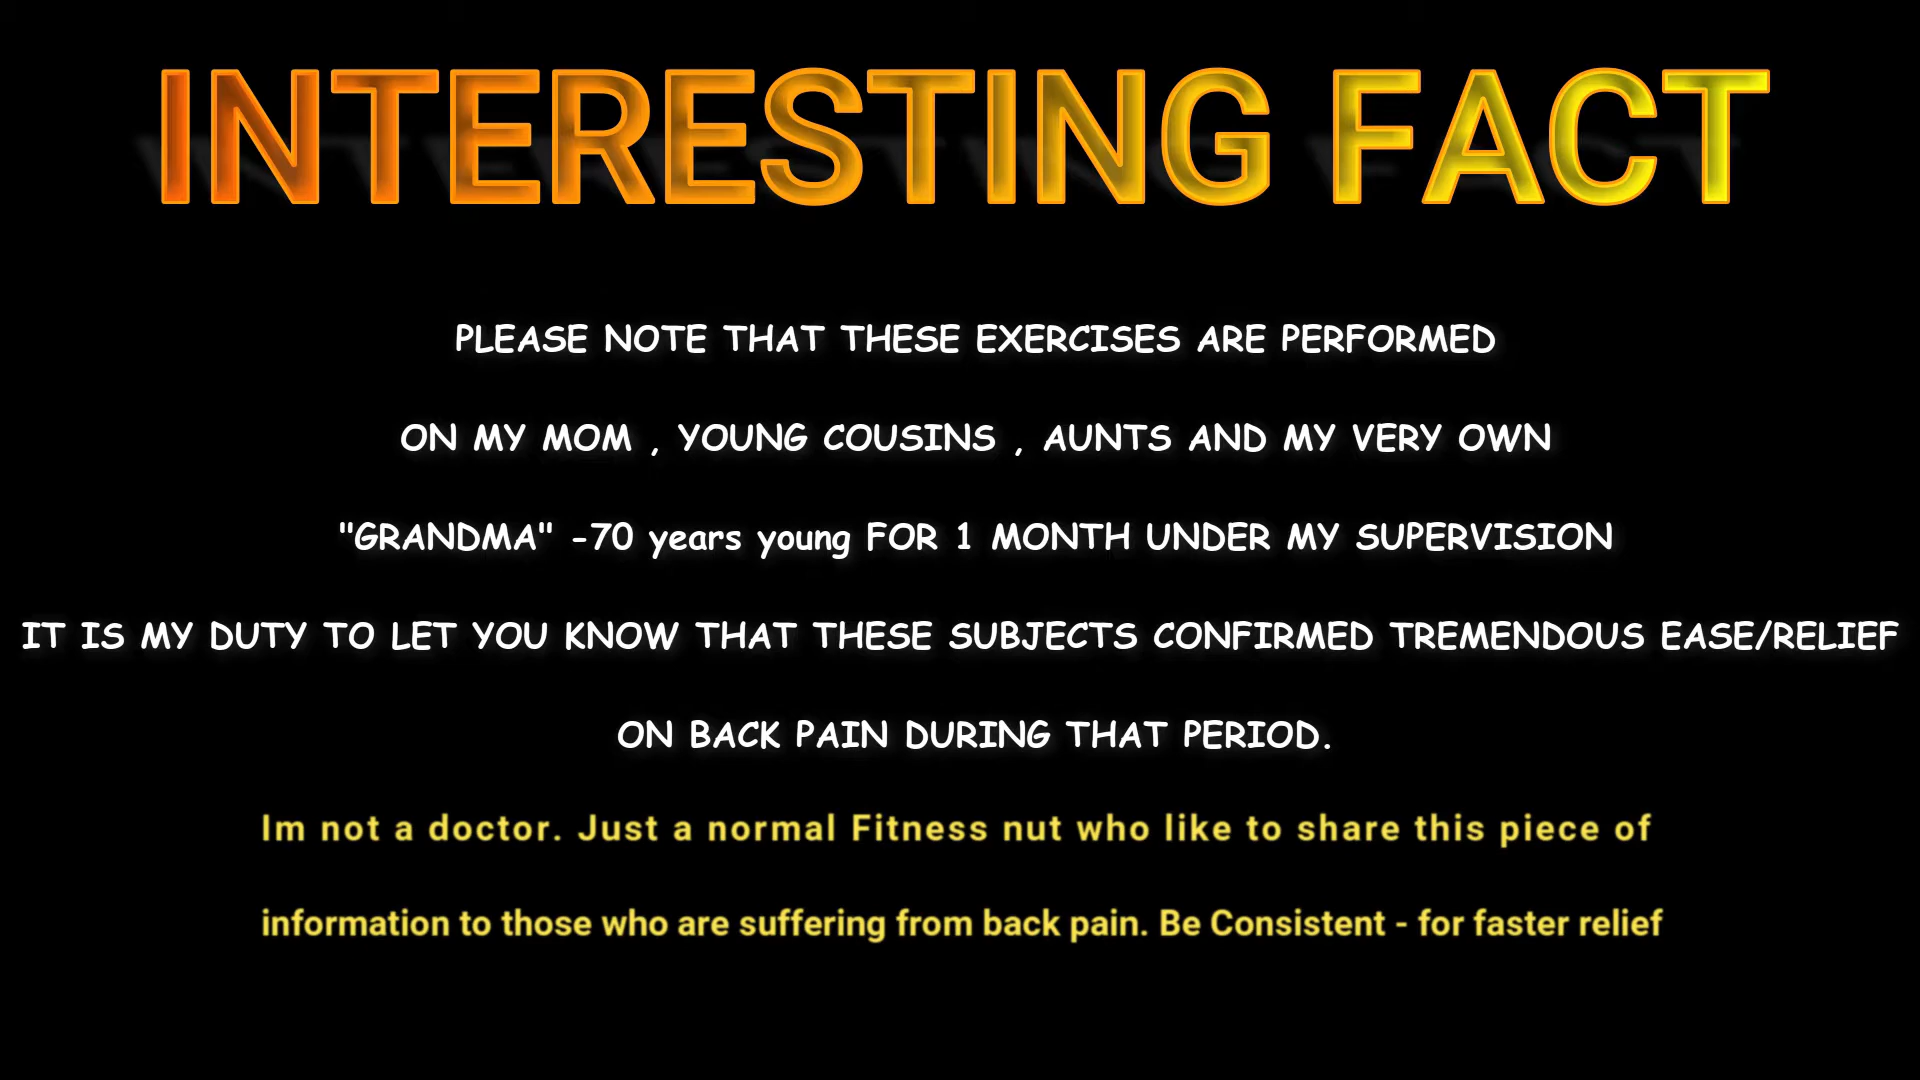 INTERESTING FACT
PLEASE NOTE THAT THESE EXERCISES ARE PERFORMED
ON MY MOM , YOUNG COUSINS , AUNTS AND MY VERY OWN
"GRANDMA" -70 years young FOR 1 MONTH UNDER MY SUPERVISION
IT IS MY DUTY TO LET YOU KNOW THAT THESE SUBJECTS CONFIRMED TREMENDOUS EASE/RELIEF
ON BACK PAIN DURING THAT PERIOD.
Im not a doctor. Just a normal Fitness nut who like to share this piece of
information to those who are suffering from back pain. Be Consistent - for faster relief